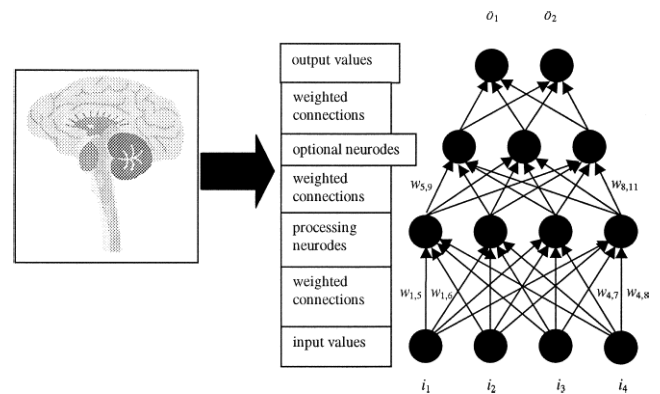 o₁ o₂
output values
weighted
connections
optional neurodes
weighted
connections
processing
neurodes
weighted
connections
input values
w₅,₉ w₈,₁₁
w₁,₅ w₁,₆ w₄,₇ w₄,₈
i₁ i₂ i₃ i₄